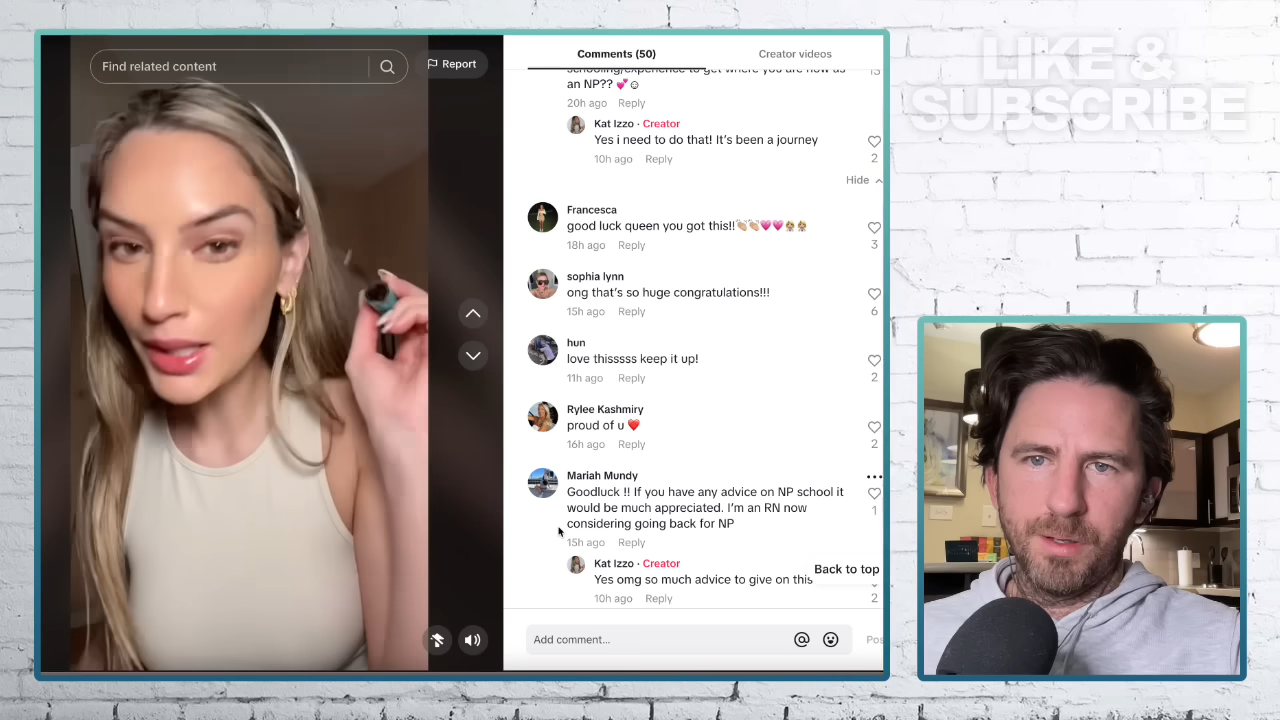 Find related content
Report
Comments (50)
Creator videos
schooling/experience to get where you are now as
an NP?? 💕☺
13
20h ago Reply
Kat Izzo · Creator
Yes i need to do that! It's been a journey
10h ago Reply
2
Hide
Francesca
good luck queen you got this!!👏🏼👏🏼💗💗👯🏼👯🏼
18h ago Reply
3
sophia lynn
ong that's so huge congratulations!!!
15h ago Reply
6
hun
love thisssss keep it up!
11h ago Reply
2
Rylee Kashmiry
proud of u ❤️
16h ago Reply
2
Mariah Mundy
Goodluck !! If you have any advice on NP school it
would be much appreciated. I'm an RN now
considering going back for NP
1
15h ago Reply
Kat Izzo · Creator
Yes omg so much advice to give on this
10h ago Reply
2
Back to top
Add comment...
@
Pos
LIKE &
SUBSCRIBE